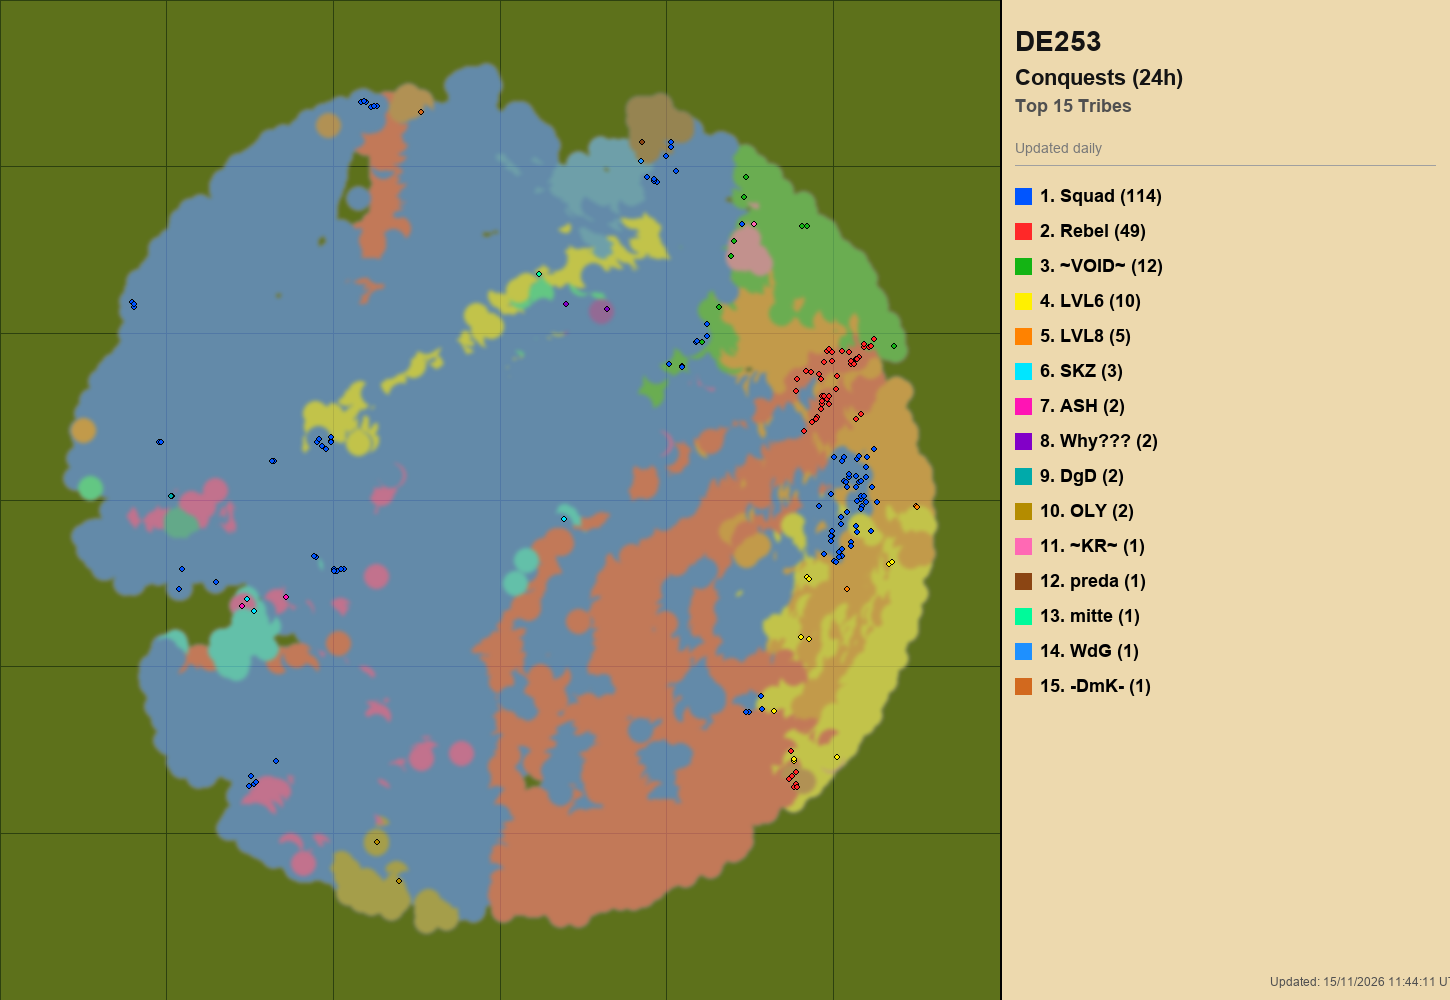 DE253
Conquests (24h)
Top 15 Tribes
Updated daily
1. Squad (114)
2. Rebel (49)
3. ~VOID~ (12)
4. LVL6 (10)
5. LVL8 (5)
6. SKZ (3)
7. ASH (2)
8. Why??? (2)
9. DgD (2)
10. OLY (2)
11. ~KR~ (1)
12. preda (1)
13. mitte (1)
14. WdG (1)
15. -DmK- (1)
Updated: 15/11/2026 11:44:11 U